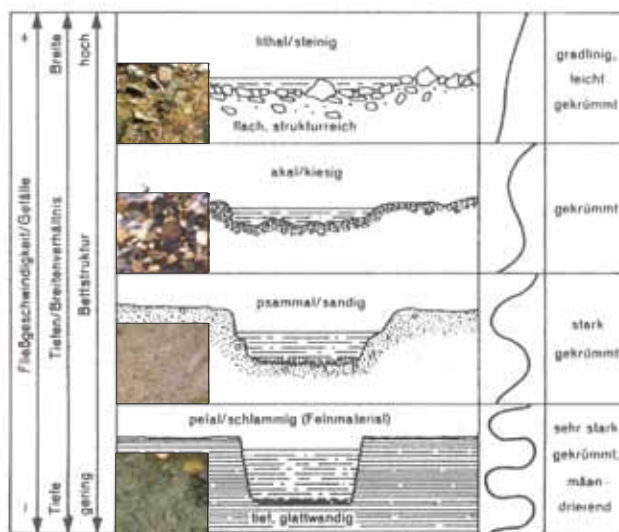 +
Fließgeschwindigkeit/Gefälle
–
Breite
Tiefen/Breitenverhältnis
Tiefe
hoch
Bettstruktur
gering
lithal/steinig
flach, strukturreich
gradlinig,
leicht
gekrümmt
akal/kiesig
gekrümmt
psammal/sandig
stark
gekrümmt
pelal/schlammig (Feinmaterial)
tief, glattwandig
sehr stark
gekrümmt,
mäan
drierend